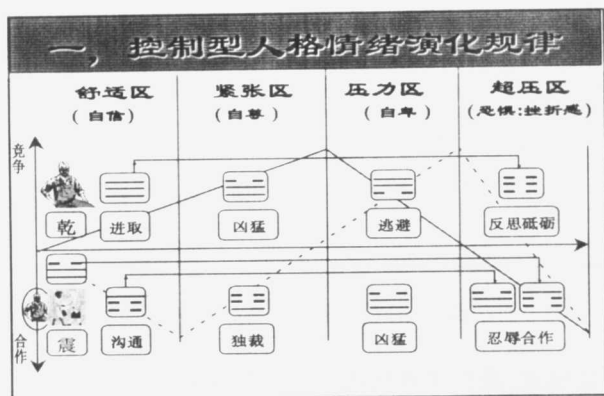 一，控制型人格情绪演化规律
舒适区 紧张区 压力区 超压区
（自信） （自尊） （自卑） （恐惧:挫折感）
竞争
乾 进取 凶猛 逃避 反思砥砺
合作
震 沟通 独裁 凶猛 忍辱合作